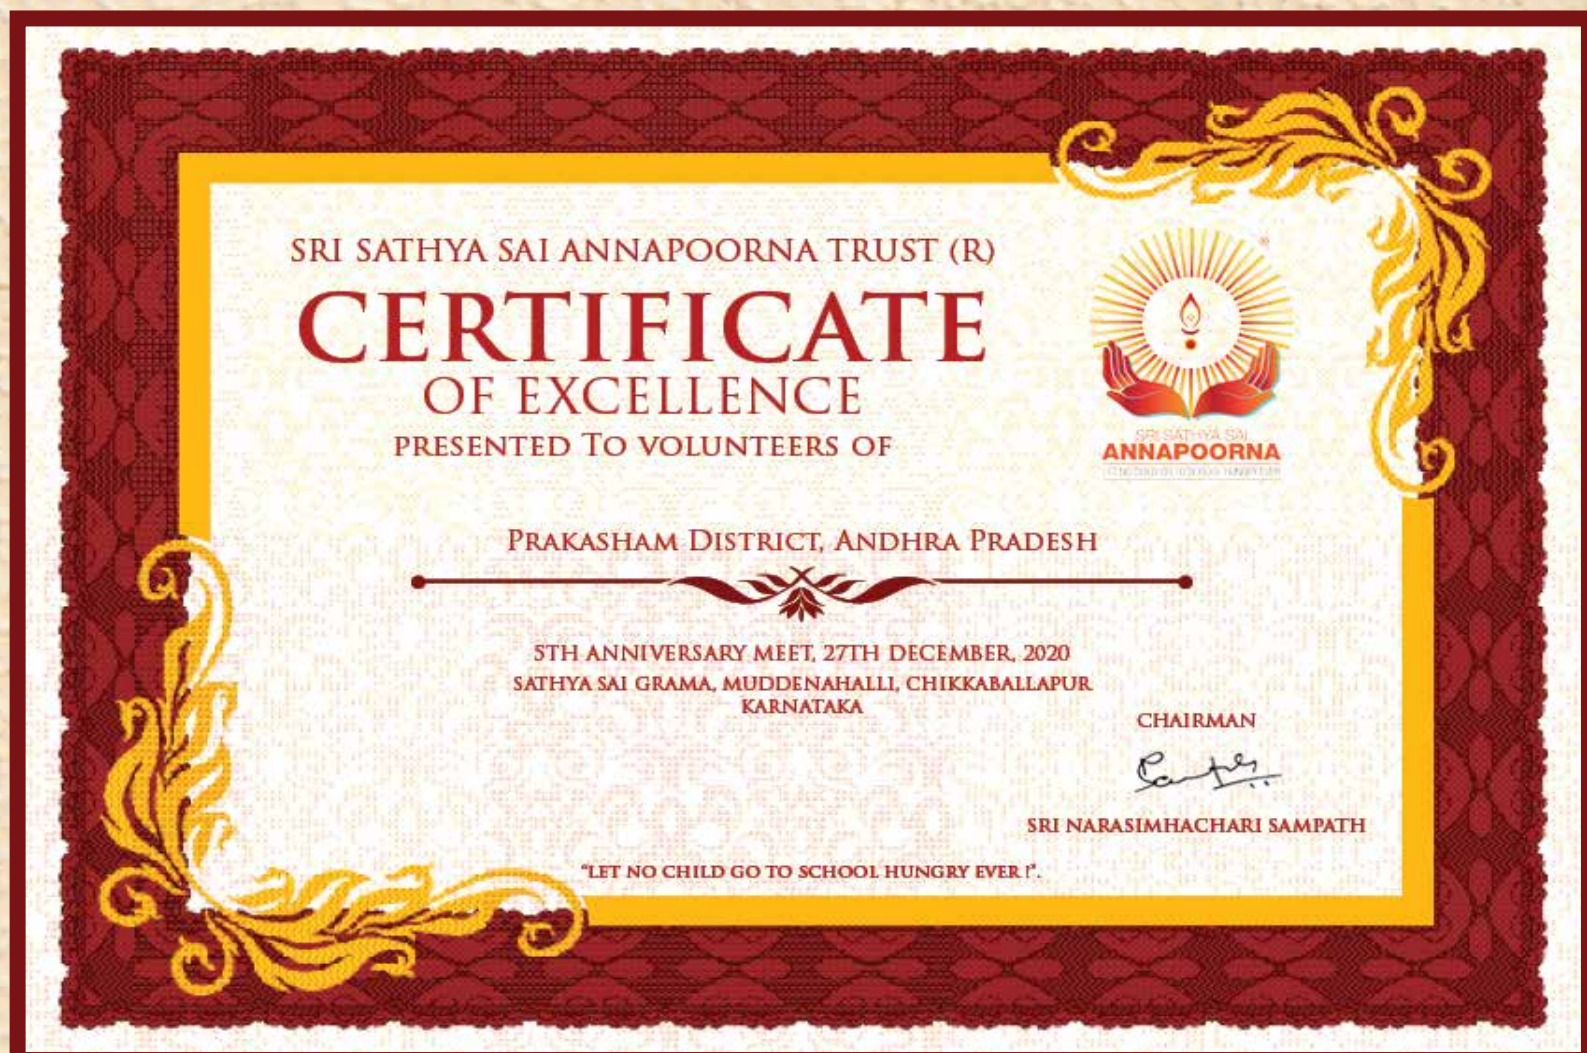 SRI SATHYA SAI ANNAPOORNA TRUST (R)
CERTIFICATE
OF EXCELLENCE
PRESENTED To VOLUNTEERS OF
®
SRI SATHYA SAI
ANNAPOORNA
PRAKASHAM DISTRICT, ANDHRA PRADESH
5TH ANNIVERSARY MEET, 27TH DECEMBER, 2020
SATHYA SAI GRAMA, MUDDENAHALLI, CHIKKABALLAPUR
KARNATAKA
CHAIRMAN
SRI NARASIMHACHARI SAMPATH
"LET NO CHILD GO TO SCHOOL HUNGRY EVER !".